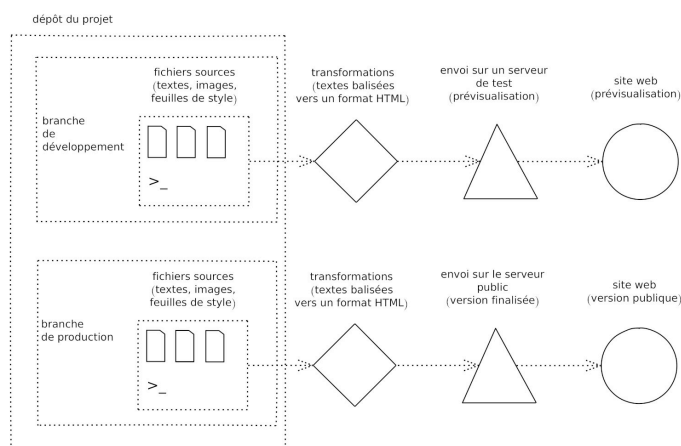 dépôt du projet
fichiers sources
(textes, images,
feuilles de style)
branche
de
développement
>_
transformations
(textes balisées
vers un format HTML)
envoi sur un serveur
de test
(prévisualisation)
site web
(prévisualisation)
fichiers sources
(textes, images,
feuilles de style)
branche
de production
>_
transformations
(textes balisées
vers un format HTML)
envoi sur le serveur
public
(version finalisée)
site web
(version publique)